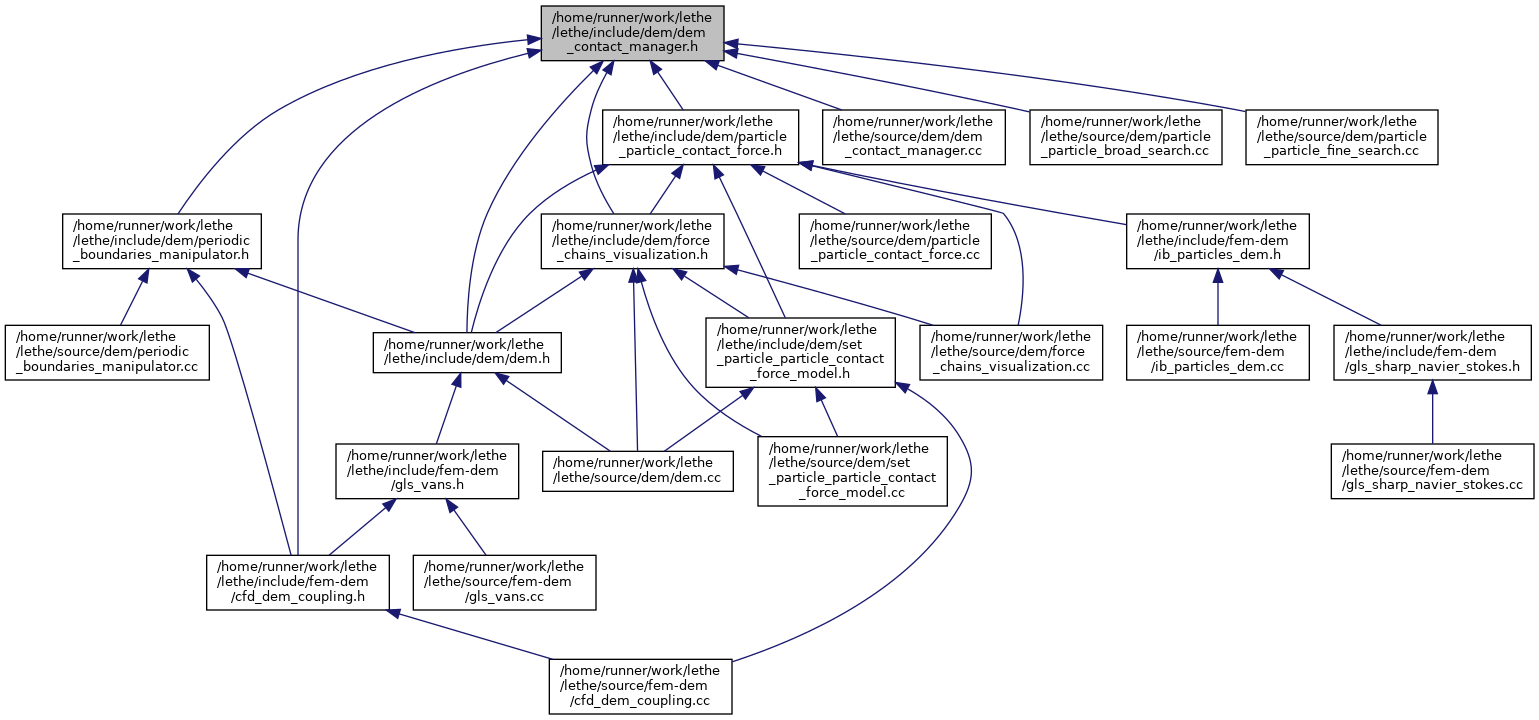 /home/runner/work/lethe
/lethe/include/dem/dem
_contact_manager.h
/home/runner/work/lethe
/lethe/include/dem/particle
_particle_contact_force.h
/home/runner/work/lethe
/lethe/source/dem/dem
_contact_manager.cc
/home/runner/work/lethe
/lethe/source/dem/particle
_particle_broad_search.cc
/home/runner/work/lethe
/lethe/source/dem/particle
_particle_fine_search.cc
/home/runner/work/lethe
/lethe/include/dem/periodic
_boundaries_manipulator.h
/home/runner/work/lethe
/lethe/include/dem/force
_chains_visualization.h
/home/runner/work/lethe
/lethe/source/dem/particle
_particle_contact_force.cc
/home/runner/work/lethe
/lethe/include/fem-dem
/ib_particles_dem.h
/home/runner/work/lethe
/lethe/source/dem/periodic
_boundaries_manipulator.cc
/home/runner/work/lethe
/lethe/include/dem/dem.h
/home/runner/work/lethe
/lethe/include/dem/set
_particle_particle_contact
_force_model.h
/home/runner/work/lethe
/lethe/source/dem/force
_chains_visualization.cc
/home/runner/work/lethe
/lethe/source/fem-dem
/ib_particles_dem.cc
/home/runner/work/lethe
/lethe/include/fem-dem
/gls_sharp_navier_stokes.h
/home/runner/work/lethe
/lethe/include/fem-dem
/gls_vans.h
/home/runner/work/lethe
/lethe/source/dem/dem.cc
/home/runner/work/lethe
/lethe/source/dem/set
_particle_particle_contact
_force_model.cc
/home/runner/work/lethe
/lethe/source/fem-dem
/gls_sharp_navier_stokes.cc
/home/runner/work/lethe
/lethe/include/fem-dem
/cfd_dem_coupling.h
/home/runner/work/lethe
/lethe/source/fem-dem
/gls_vans.cc
/home/runner/work/lethe
/lethe/source/fem-dem
/cfd_dem_coupling.cc